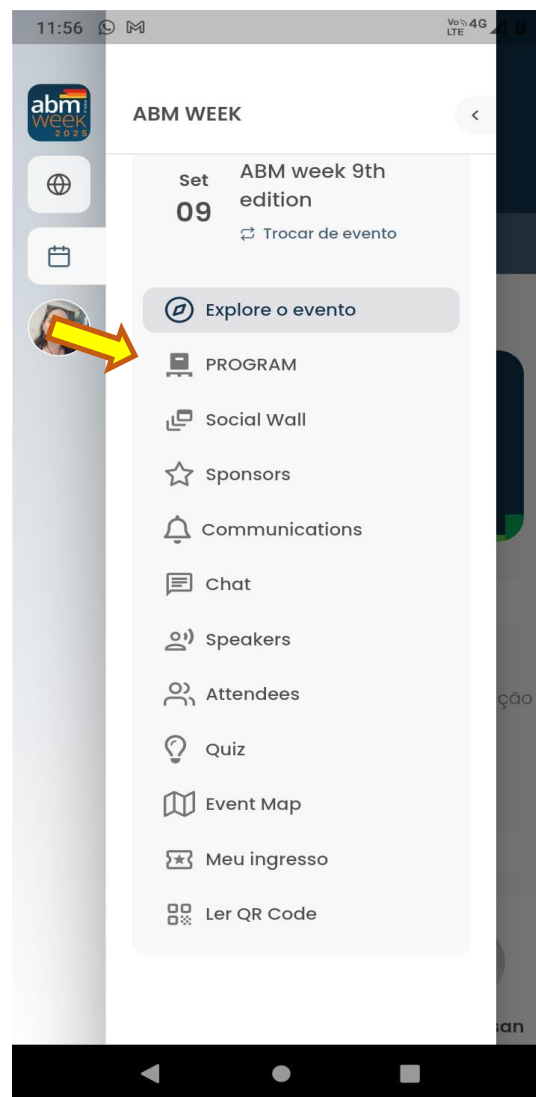 11:56
Vo 4G
LTE
abm
week
2025
ABM WEEK
Set
09
ABM week 9th
edition
Trocar de evento
Explore o evento
PROGRAM
Social Wall
Sponsors
Communications
Chat
Speakers
Attendees
ção
Quiz
Event Map
Meu ingresso
Ler QR Code
san